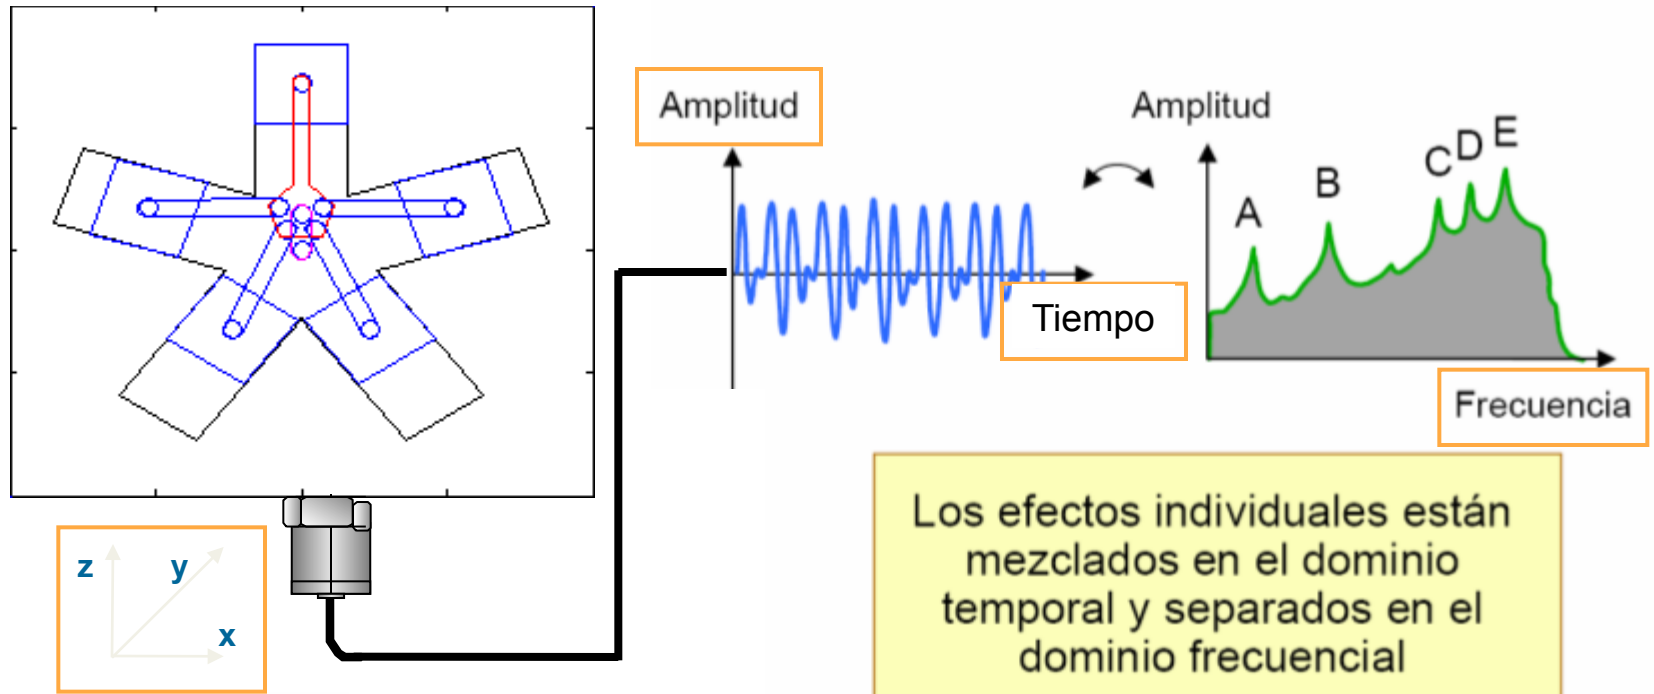 Amplitud
Amplitud
A
B
C
D
E
Tiempo
Frecuencia
z
y
x
Los efectos individuales están
mezclados en el dominio
temporal y separados en el
dominio frecuencial